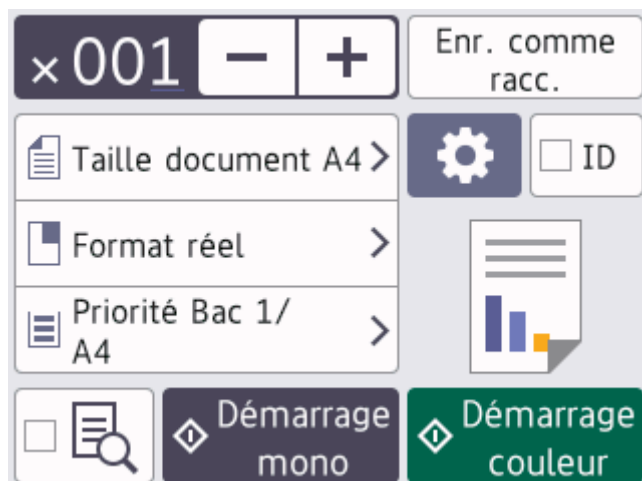 ×001 − +
Enr. comme
racc.
Taille document A4 >
ID
Format réel >
Priorité Bac 1/
A4 >
Démarrage
mono
Démarrage
couleur